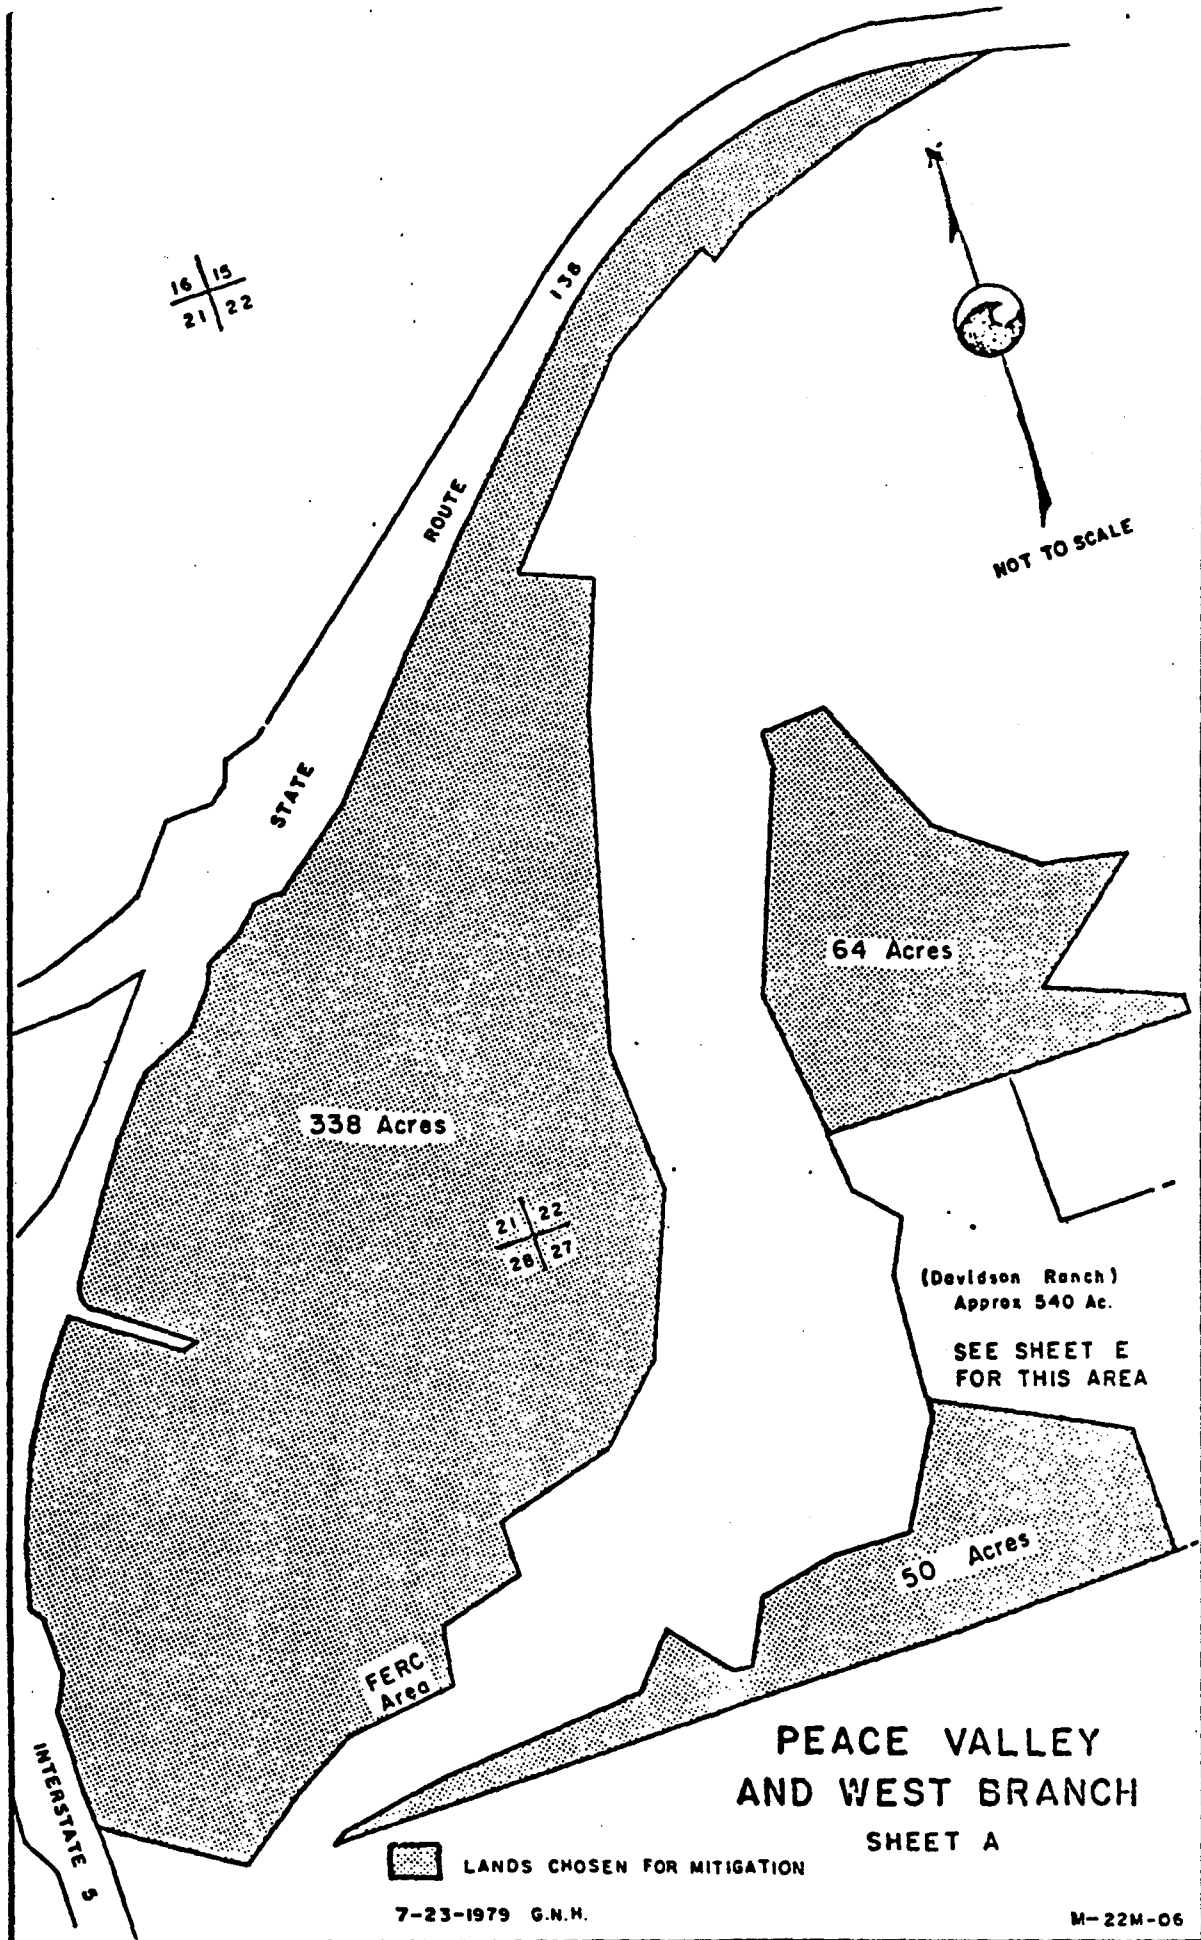 N
16 15
21 22
STATE ROUTE 138
NOT TO SCALE
64 Acres
338 Acres
21 22
28 27
(Davidson Ranch)
Approx 540 Ac.
SEE SHEET E
FOR THIS AREA
50 Acres
FERC
Area
INTERSTATE 5
PEACE VALLEY
AND WEST BRANCH
SHEET A
LANDS CHOSEN FOR MITIGATION
7-23-1979 G.N.H.
M-22M-06